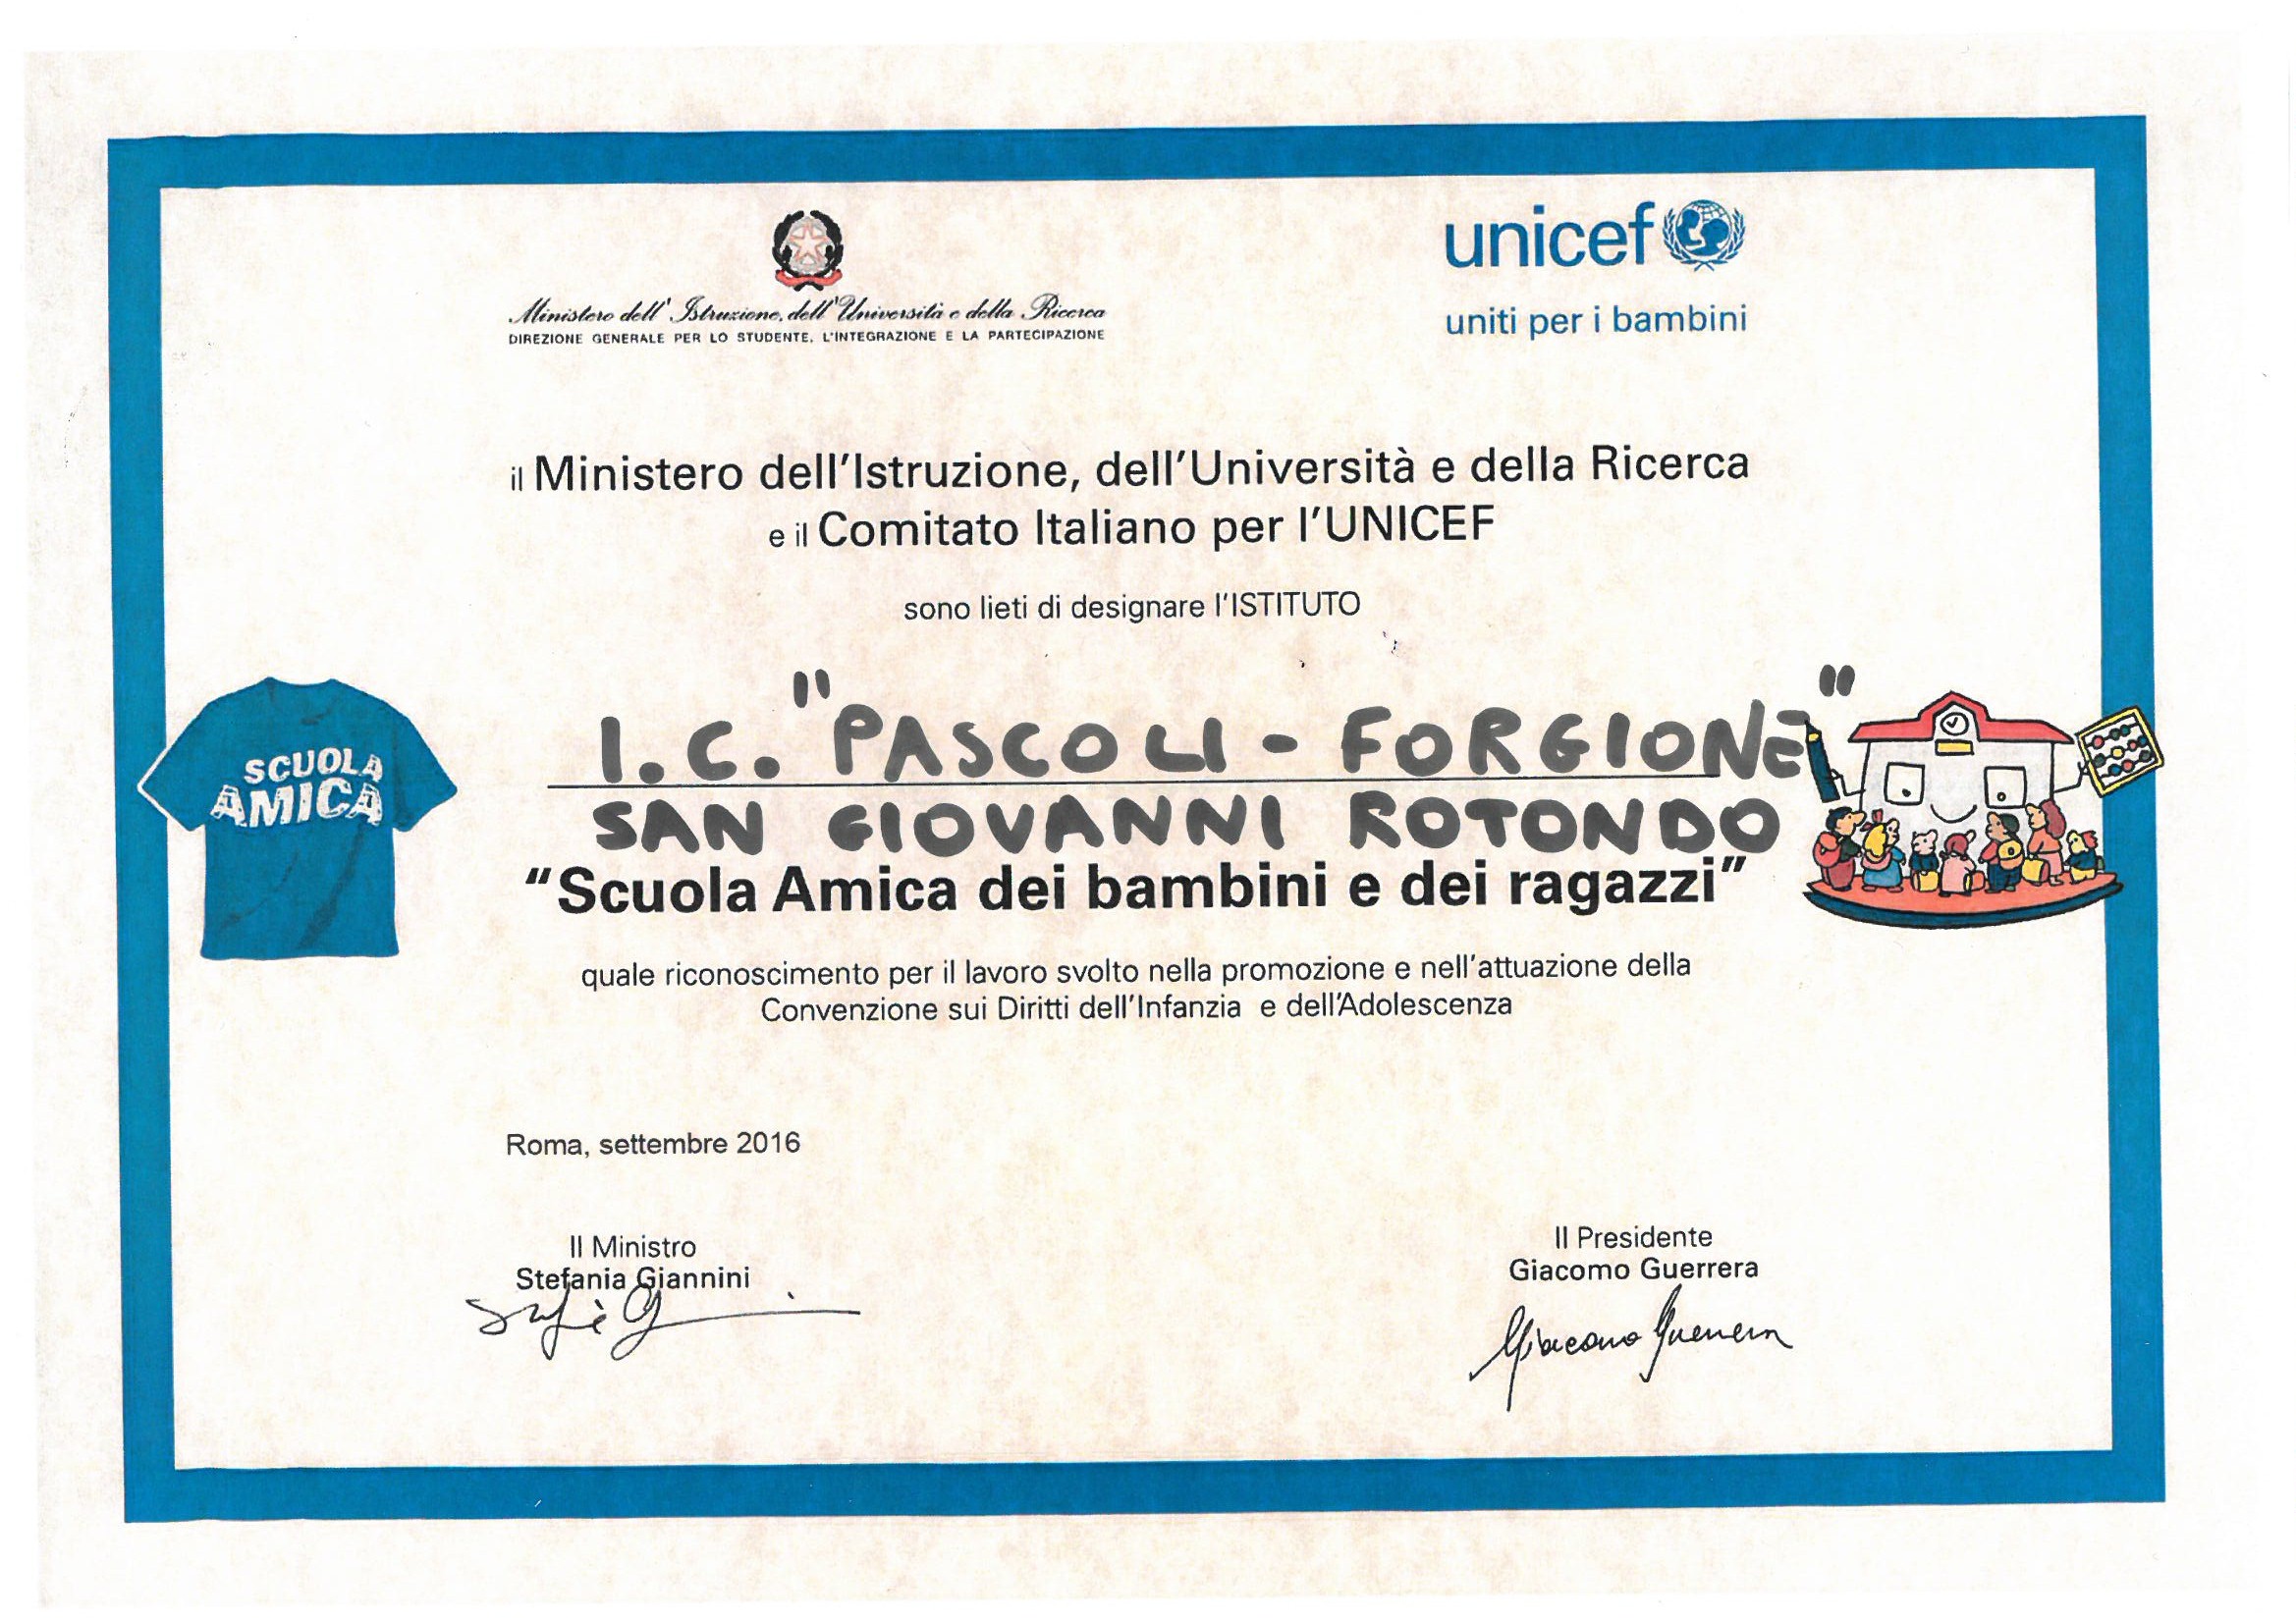 Ministero dell'Istruzione, dell'Università e della Ricerca
DIREZIONE GENERALE PER LO STUDENTE, L'INTEGRAZIONE E LA PARTECIPAZIONE
unicef
uniti per i bambini
il Ministero dell'Istruzione, dell'Università e della Ricerca
e il Comitato Italiano per l'UNICEF
sono lieti di designare l'ISTITUTO
I.C. "PASCOLI - FORGIONE"
SAN GIOVANNI ROTONDO
SCUOLA
AMICA
"Scuola Amica dei bambini e dei ragazzi"
quale riconoscimento per il lavoro svolto nella promozione e nell'attuazione della
Convenzione sui Diritti dell'Infanzia e dell'Adolescenza
Roma, settembre 2016
Il Ministro
Stefania Giannini
Il Presidente
Giacomo Guerrera
Giacomo Guerrera